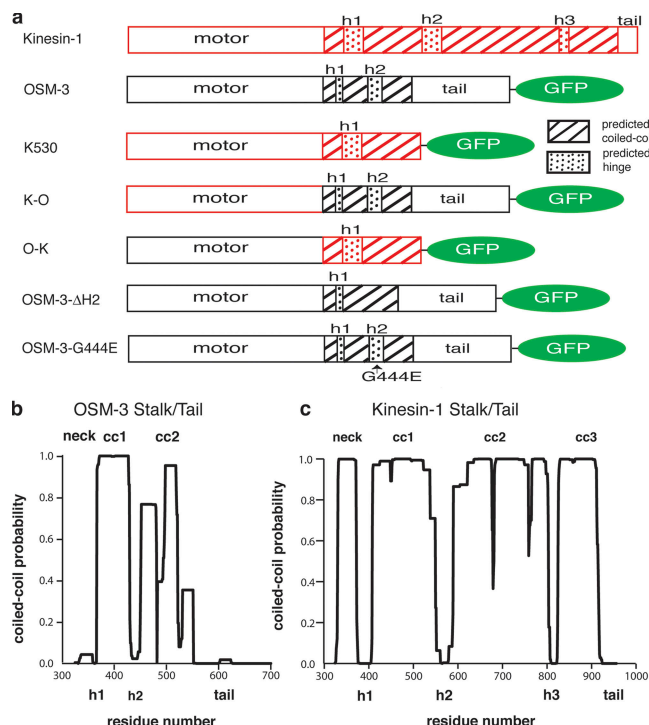 a
h1 h2 h3 tail
Kinesin-1 motor
h1 h2
OSM-3 motor tail GFP
h1
K530 motor GFP
predicted
coiled-co
predicted
hinge
h1 h2
K-O motor tail GFP
h1
O-K motor GFP
h1
OSM-3-ΔH2 motor tail GFP
h1 h2
OSM-3-G444E motor tail GFP
G444E
b OSM-3 Stalk/Tail
neck cc1 cc2
coiled-coil probability
1.0
0.8
0.6
0.4
0.2
0.0
300 400 500 600 700
h1 h2 tail
residue number
c Kinesin-1 Stalk/Tail
neck cc1 cc2 cc3
coiled-coil probability
1.0
0.8
0.6
0.4
0.2
0.0
300 400 500 600 700 800 900 1000
h1 h2 h3 tail
residue number